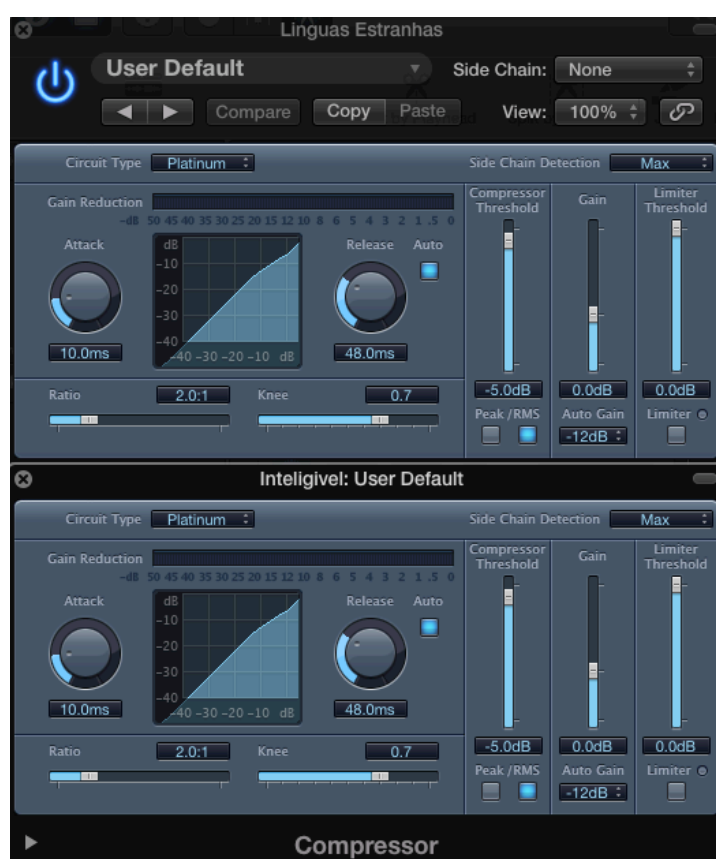 Linguas Estranhas
User Default Side Chain: None
Compare Copy Paste View: 100%
Circuit Type Platinum Side Chain Detection Max
Gain Reduction
-dB 50 45 40 35 30 25 20 15 12 10 8 6 5 4 3 2 1 .5 0
Compressor Threshold Gain Limiter Threshold
Attack Release Auto
dB
-10
-20
-30
-40
-40 -30 -20 -10 dB
10.0ms 48.0ms
Ratio 2.0:1 Knee 0.7
-5.0dB 0.0dB 0.0dB
Peak /RMS Auto Gain Limiter
-12dB
Inteligivel: User Default
Circuit Type Platinum Side Chain Detection Max
Gain Reduction
-dB 50 45 40 35 30 25 20 15 12 10 8 6 5 4 3 2 1 .5 0
Compressor Threshold Gain Limiter Threshold
Attack Release Auto
dB
-10
-20
-30
-40
-40 -30 -20 -10 dB
10.0ms 48.0ms
Ratio 2.0:1 Knee 0.7
-5.0dB 0.0dB 0.0dB
Peak /RMS Auto Gain Limiter
-12dB
Compressor